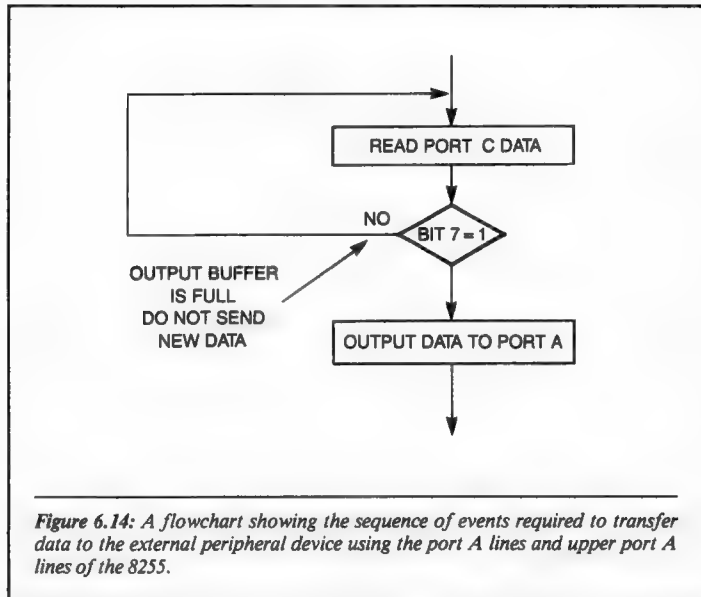 READ PORT C DATA
NO
BIT 7 = 1
OUTPUT BUFFER
IS FULL
DO NOT SEND
NEW DATA
OUTPUT DATA TO PORT A
Figure 6.14: A flowchart showing the sequence of events required to transfer
data to the external peripheral device using the port A lines and upper port A
lines of the 8255.